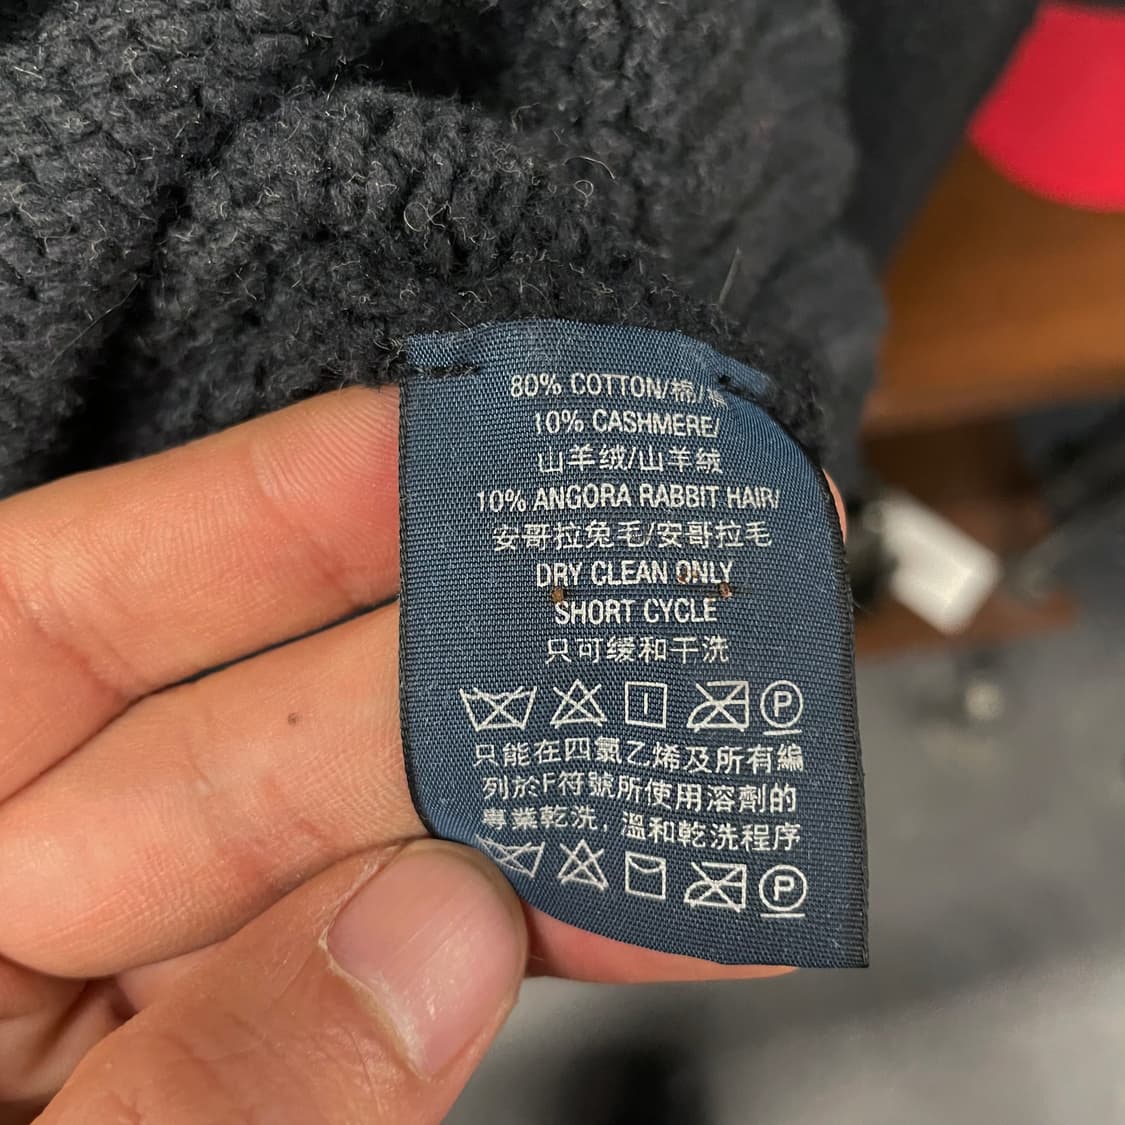 80% COTTON/棉/
10% CASHMERE/
山羊绒/山羊絨
10% ANGORA RABBIT HAIR/
安哥拉兔毛/安哥拉毛
DRY CLEAN ONLY
SHORT CYCLE
只可缓和干洗
P
只能在四氯乙烯及所有編
列於F符號所使用溶劑的
專業乾洗, 溫和乾洗程序
P